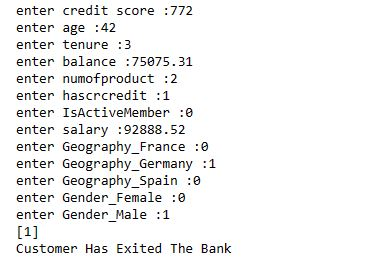 enter credit score :772
enter age :42
enter tenure :3
enter balance :75075.31
enter numofproduct :2
enter hascrcredit :1
enter IsActiveMember :0
enter salary :92888.52
enter Geography_France :0
enter Geography_Germany :1
enter Geography_Spain :0
enter Gender_Female :0
enter Gender_Male :1
[1]
Customer Has Exited The Bank